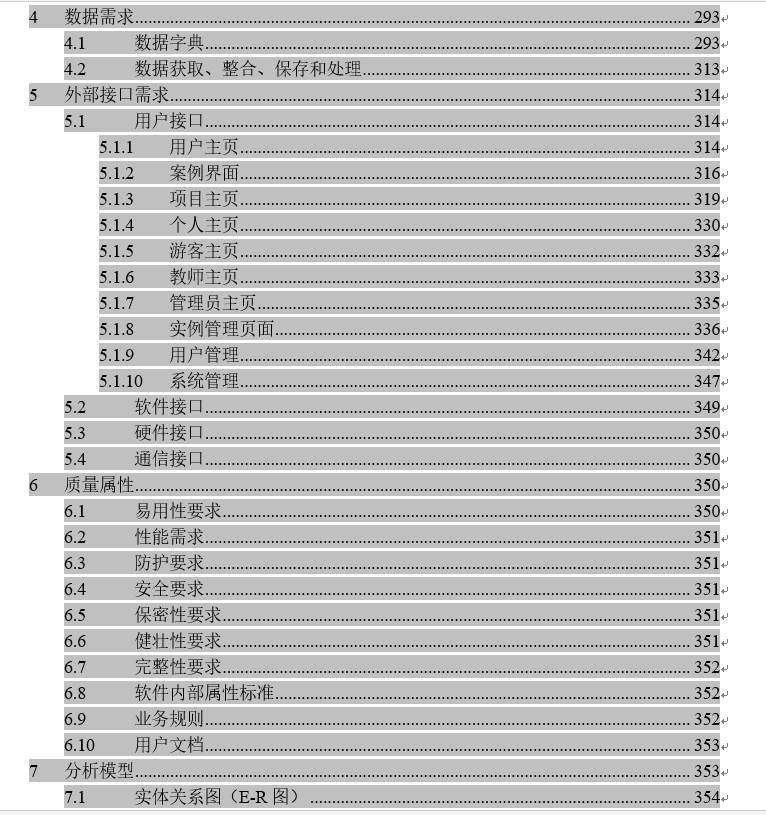 4 数据需求 293
4.1 数据字典 293
4.2 数据获取、整合、保存和处理 313
5 外部接口需求 314
5.1 用户接口 314
5.1.1 用户主页 314
5.1.2 案例界面 316
5.1.3 项目主页 319
5.1.4 个人主页 330
5.1.5 游客主页 332
5.1.6 教师主页 333
5.1.7 管理员主页 335
5.1.8 实例管理页面 336
5.1.9 用户管理 342
5.1.10 系统管理 347
5.2 软件接口 349
5.3 硬件接口 350
5.4 通信接口 350
6 质量属性 350
6.1 易用性要求 350
6.2 性能需求 351
6.3 防护要求 351
6.4 安全要求 351
6.5 保密性要求 351
6.6 健壮性要求 351
6.7 完整性要求 352
6.8 软件内部属性标准 352
6.9 业务规则 352
6.10 用户文档 353
7 分析模型 353
7.1 实体关系图（E-R 图） 354